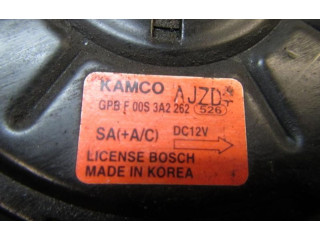 KAMCO AJZD
GPB F 00S 3A2 262 526
SA(+A/C) DC12V
LICENSE BOSCH
MADE IN KOREA